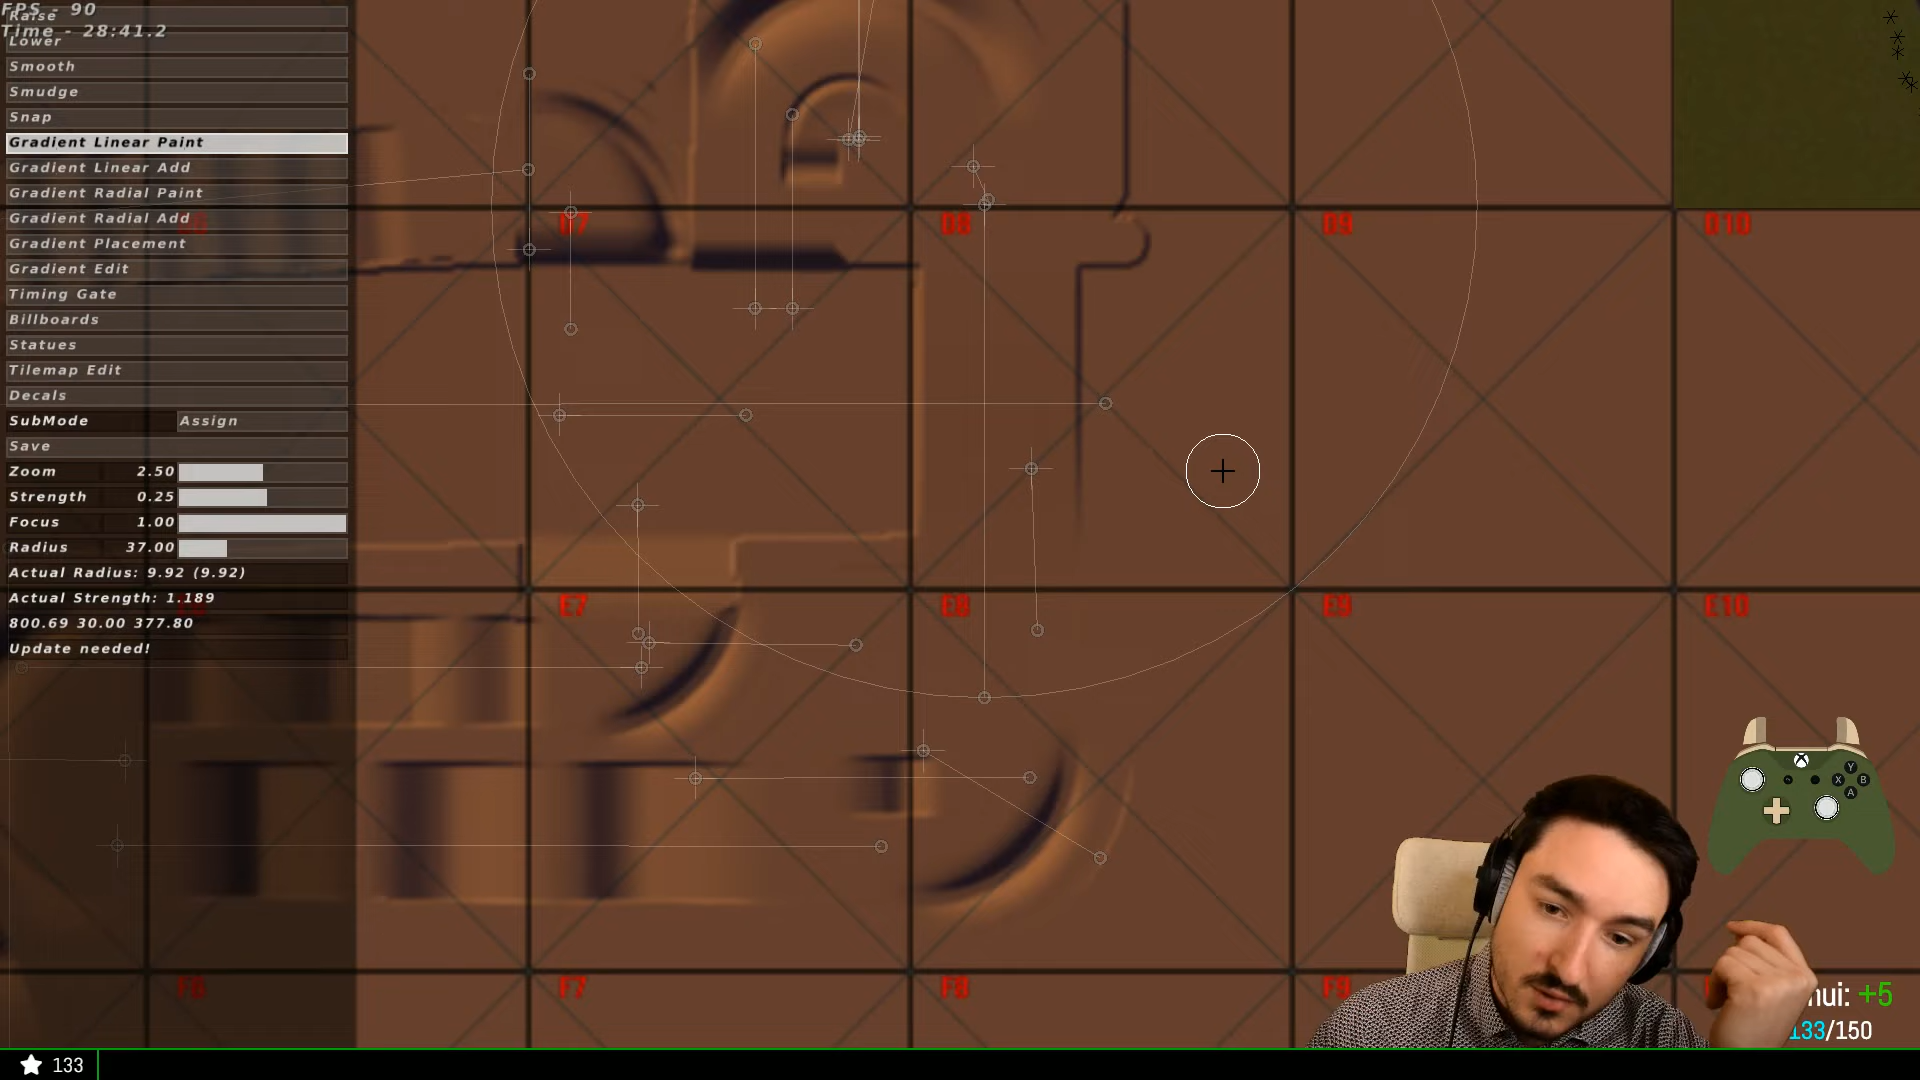 FPS - 90
Raise
Time - 28:41.2
Lower
Smooth
Smudge
Snap
Gradient Linear Paint
Gradient Linear Add
Gradient Radial Paint
Gradient Radial Add
Gradient Placement
Gradient Edit
Timing Gate
Billboards
Statues
Tilemap Edit
Decals
SubMode Assign
Save
Zoom 2.50
Strength 0.25
Focus 1.00
Radius 37.00
Actual Radius: 9.92 (9.92)
Actual Strength: 1.189
800.69 30.00 377.80
Update needed!
D7 D8 D9 D10
E7 E8 E9 E10
F6 F7 F8 F9
Y
X B
A
+5
133/150
133